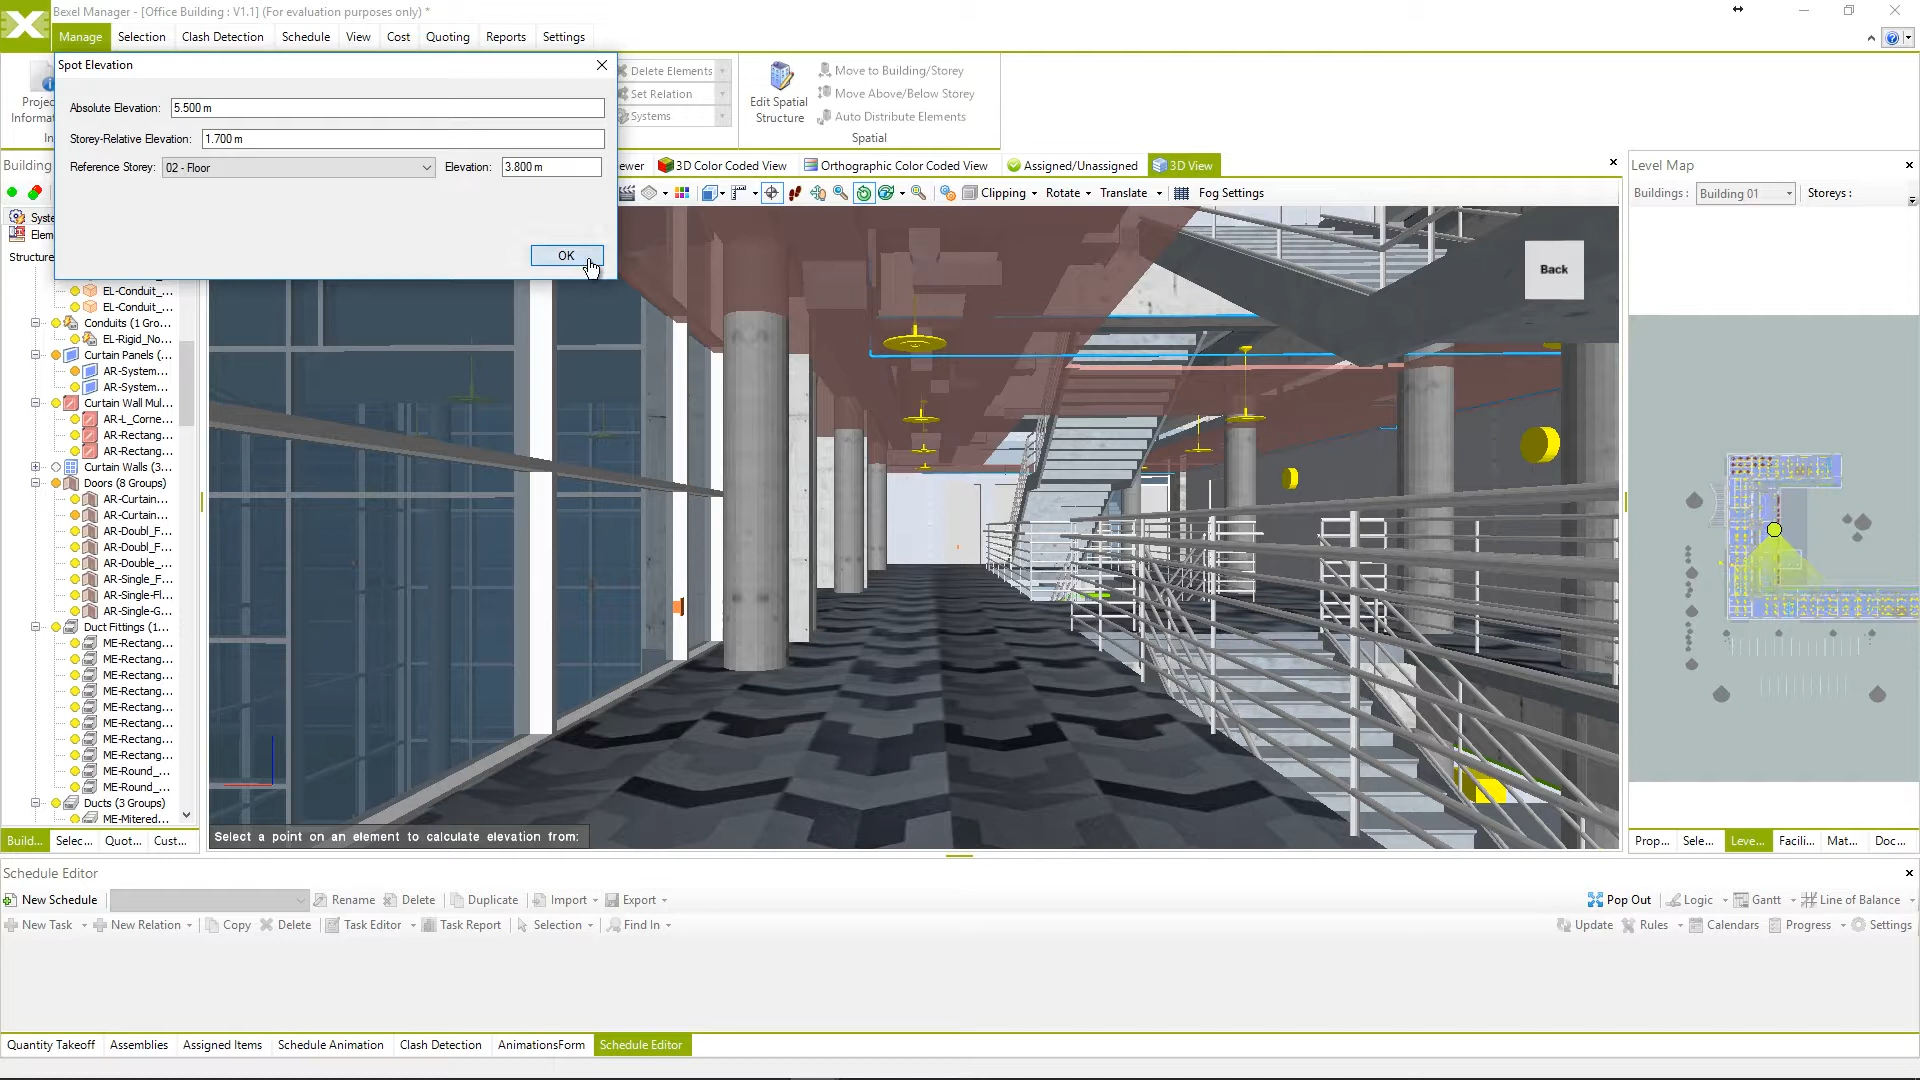 Bexel Manager - [Office Building : V1.1] (For evaluation purposes only) *
Manage Selection Clash Detection Schedule View Cost Quoting Reports Settings
Spot Elevation
Absolute Elevation: 5.500 m
Storey-Relative Elevation: 1.700 m
Reference Storey: 02 - Floor Elevation: 3.800 m
OK
Delete Elements
Set Relation
Systems
Edit Spatial
Structure
Move to Building/Storey
Move Above/Below Storey
Auto Distribute Elements
Spatial
Building
3D Color Coded View Orthographic Color Coded View Assigned/Unassigned 3D View
Clipping Rotate Translate Fog Settings
Level Map
Buildings : Building 01 Storeys :
Structure
EL-Conduit_...
EL-Conduit_...
Conduits (1 Gro...
EL-Rigid_No...
Curtain Panels (...
AR-System...
AR-System...
Curtain Wall Mul...
AR-L_Corne...
AR-Rectang...
AR-Rectang...
Curtain Walls (3...
Doors (8 Groups)
AR-Curtain...
AR-Curtain...
AR-Doubl_F...
AR-Doubl_F...
AR-Double_...
AR-Single_F...
AR-Single-Fl...
AR-Single-G...
Duct Fittings (1...
ME-Rectang...
ME-Rectang...
ME-Rectang...
ME-Rectang...
ME-Rectang...
ME-Rectang...
ME-Rectang...
ME-Rectang...
ME-Round_...
ME-Round_...
Ducts (3 Groups)
ME-Mitered...
Build... Selec... Quot... Cust...
Back
Select a point on an element to calculate elevation from:
Prop... Sele... Leve... Facili... Mat... Doc...
Schedule Editor
New Schedule Rename Delete Duplicate Import Export Pop Out Logic Gantt Line of Balance
New Task New Relation Copy Delete Task Editor Task Report Selection Find In Update Rules Calendars Progress Settings
Quantity Takeoff Assemblies Assigned Items Schedule Animation Clash Detection AnimationsForm Schedule Editor